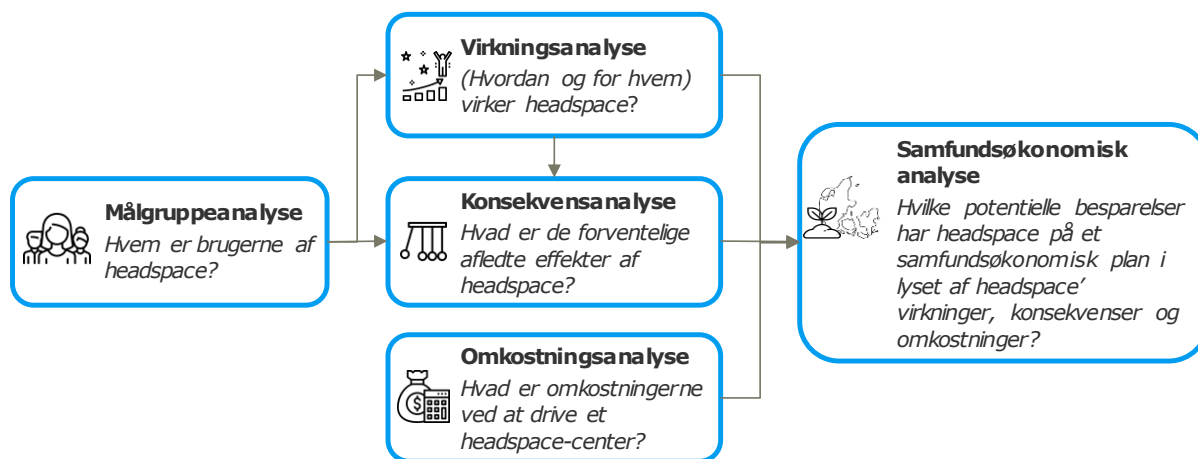 Virkningsanalyse
(Hvordan og for hvem)
virker headspace?
Målgruppeanalyse
Hvem er brugerne af
headspace?
Konsekvensanalyse
Hvad er de forventelige
afledte effekter af
headspace?
Omkostningsanalyse
Hvad er omkostningerne
ved at drive et
headspace-center?
Samfundsøkonomisk
analyse
Hvilke potentielle besparelser
har headspace på et
samfundsøkonomisk plan i
lyset af headspace’
virkninger, konsekvenser og
omkostninger?